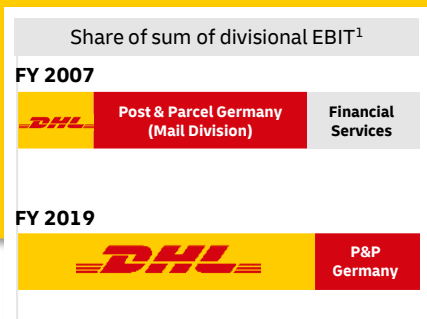 Share of sum of divisional EBIT1
FY 2007
DHL
Post & Parcel Germany
(Mail Division)
Financial
Services
FY 2019
DHL
P&P
Germany